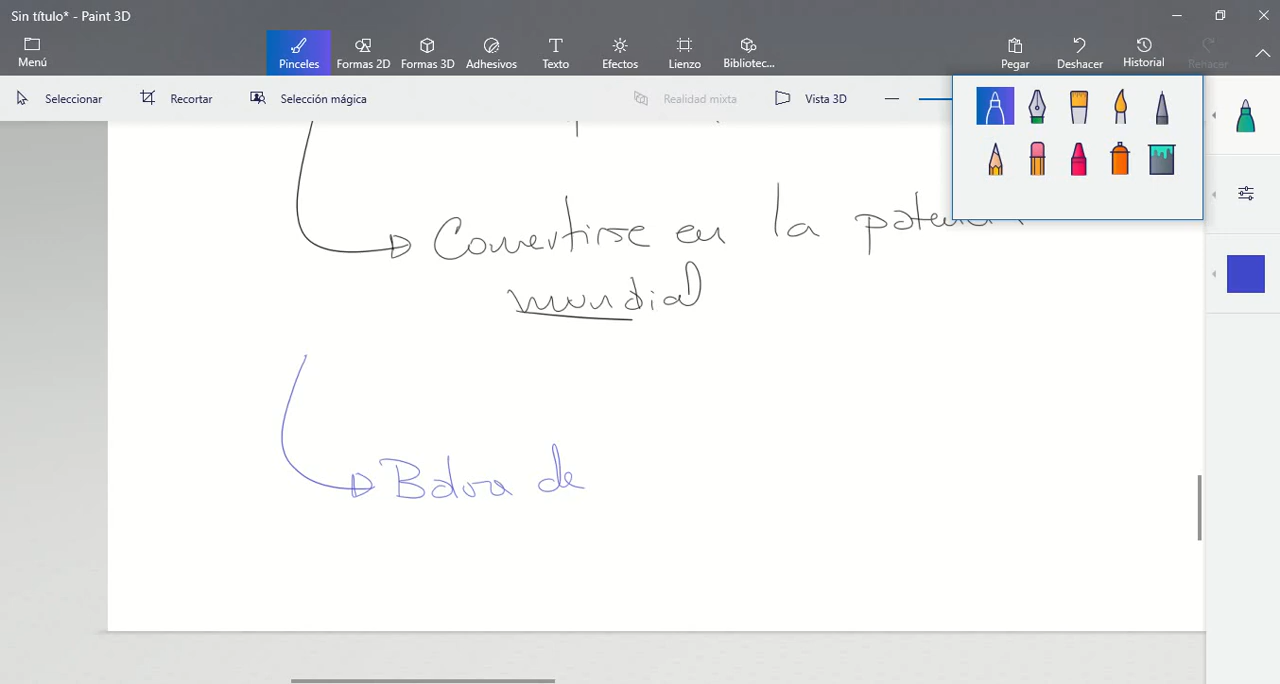 Sin título* - Paint 3D
Menú
Pinceles Formas 2D Formas 3D Adhesivos Texto Efectos Lienzo Bibliotec... Pegar Deshacer Historial Rehacer
Seleccionar Recortar Selección mágica Realidad mixta Vista 3D
Convertirse en la
mundial
de